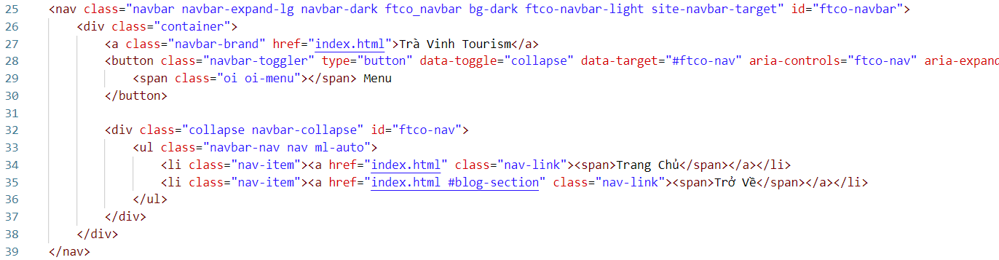 25 <nav class="navbar navbar-expand-lg navbar-dark ftco_navbar bg-dark ftco-navbar-light site-navbar-target" id="ftco-navbar">
26 <div class="container">
27 <a class="navbar-brand" href="index.html">Trà Vinh Tourism</a>
28 <button class="navbar-toggler" type="button" data-toggle="collapse" data-target="#ftco-nav" aria-controls="ftco-nav" aria-expand
29 <span class="oi oi-menu"></span> Menu
30 </button>
31
32 <div class="collapse navbar-collapse" id="ftco-nav">
33 <ul class="navbar-nav nav ml-auto">
34 <li class="nav-item"><a href="index.html" class="nav-link"><span>Trang Chủ</span></a></li>
35 <li class="nav-item"><a href="index.html #blog-section" class="nav-link"><span>Trở Về</span></a></li>
36 </ul>
37 </div>
38 </div>
39 </nav>